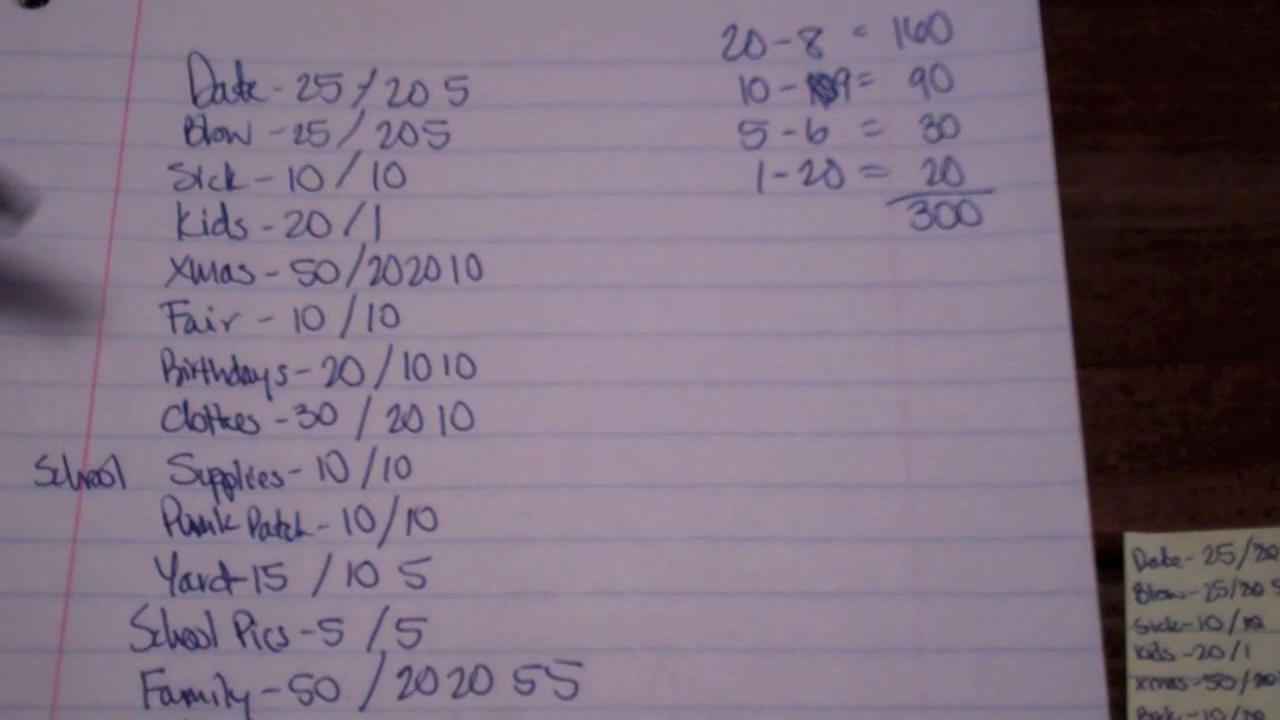 Date - 25 / 20 5
Blow - 25 / 20 5
Sick - 10 / 10
Kids - 20 / 1
Xmas - 50 / 20 20 10
Fair - 10 / 10
Birthdays - 20 / 10 10
Clothes - 30 / 20 10
School Supplies - 10 / 10
Punk Patch - 10 / 10
Yard - 15 / 10 5
School Pics - 5 / 5
Family - 50 / 20 20 5 5
20 - 8 = 160
10 - 9 = 90
5 - 6 = 30
1 - 20 = 20
300
Date - 25 / 20
Blow - 25 / 20 5
Sick - 10 / 10
Kids - 20 / 1
Xmas - 50 / 20